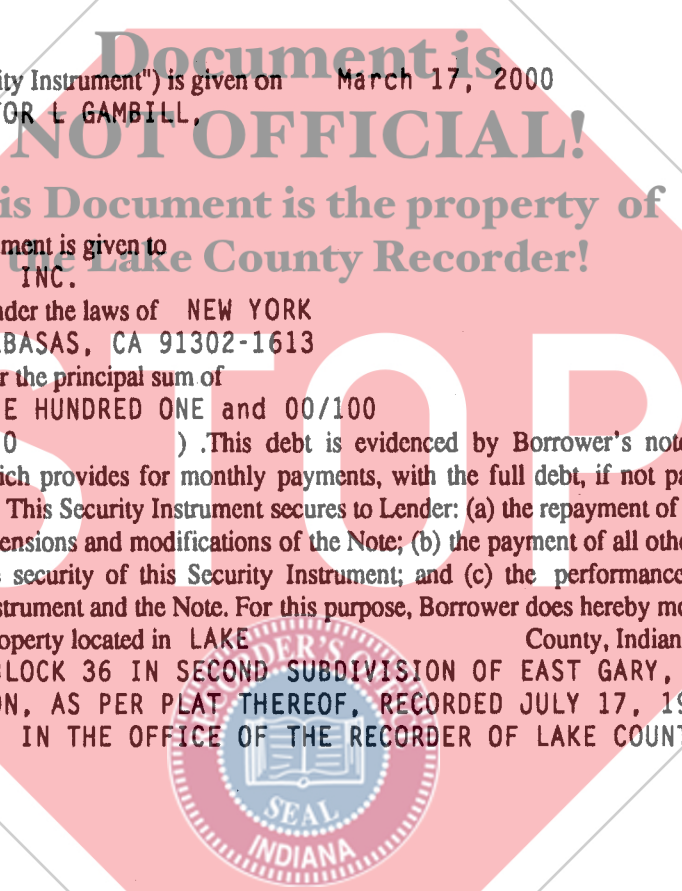 Document is
ity Instrument") is given on March 17, 2000
TOR L GAMBILL,
NOT OFFICIAL!
is Document is the property of
ment is given to
the Lake County Recorder!
INC.
nder the laws of NEW YORK
ABASAS, CA 91302-1613
r the principal sum of
E HUNDRED ONE and 00/100
0 ) .This debt is evidenced by Borrower's note
ich provides for monthly payments, with the full debt, if not pa
This Security Instrument secures to Lender: (a) the repayment of
ensions and modifications of the Note; (b) the payment of all othe
security of this Security Instrument; and (c) the performance
strument and the Note. For this purpose, Borrower does hereby mo
operty located in LAKE County, Indian
BLOCK 36 IN SECOND SUBDIVISION OF EAST GARY,
ON, AS PER PLAT THEREOF, RECORDED JULY 17, 19
IN THE OFFICE OF THE RECORDER OF LAKE COUNT
STOP
RECORDER'S OFFICE
SEAL
INDIANA